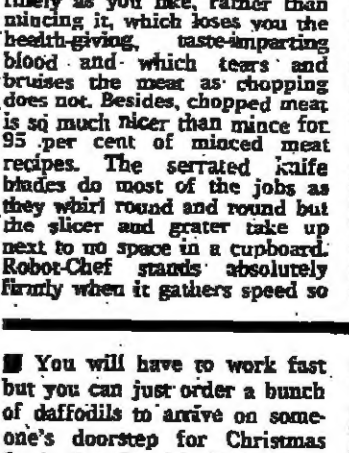 finely as you like, rather than
mincing it, which loses you the
health-giving, taste-imparting
blood and which tears and
bruises the meat as chopping
does not. Besides, chopped meat
is so much nicer than mince for
95 per cent of minced meat
recipes. The serrated knife
blades do most of the jobs as
they whirl round and round but
the slicer and grater take up
next to no space in a cupboard.
Robot-Chef stands absolutely
firmly when it gathers speed so
■ You will have to work fast
but you can just order a bunch
of daffodils to arrive on some-
one's doorstep for Christmas